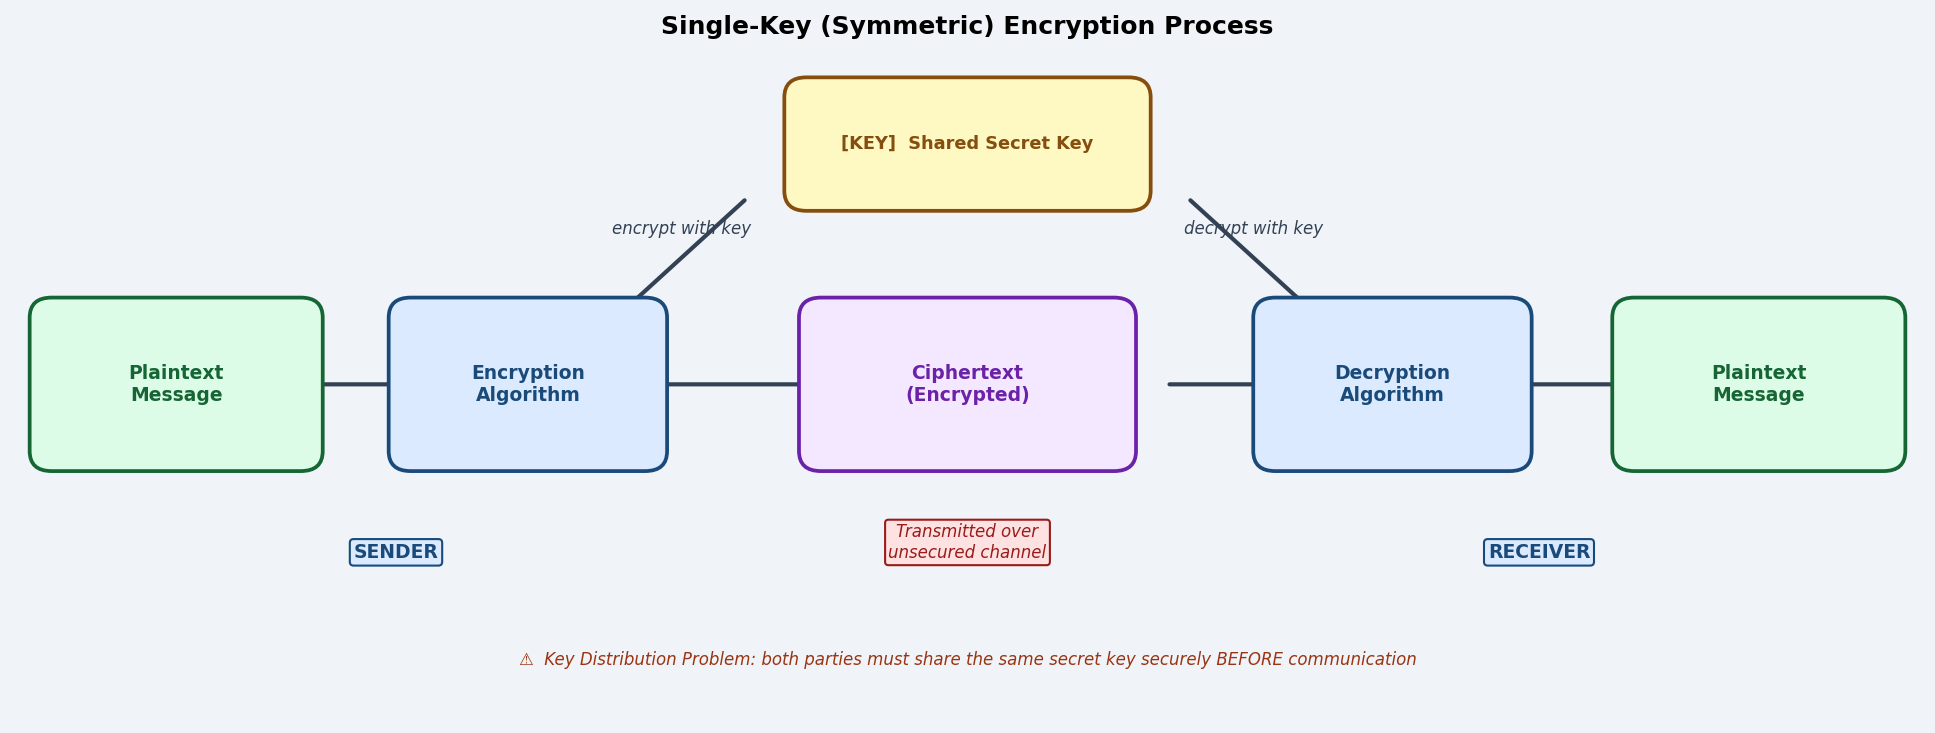 Single-Key (Symmetric) Encryption Process
[KEY]  Shared Secret Key
encrypt with key
decrypt with key
Plaintext
Message
Encryption
Algorithm
Ciphertext
(Encrypted)
Decryption
Algorithm
Plaintext
Message
SENDER
Transmitted over
unsecured channel
RECEIVER
⚠  Key Distribution Problem: both parties must share the same secret key securely BEFORE communication